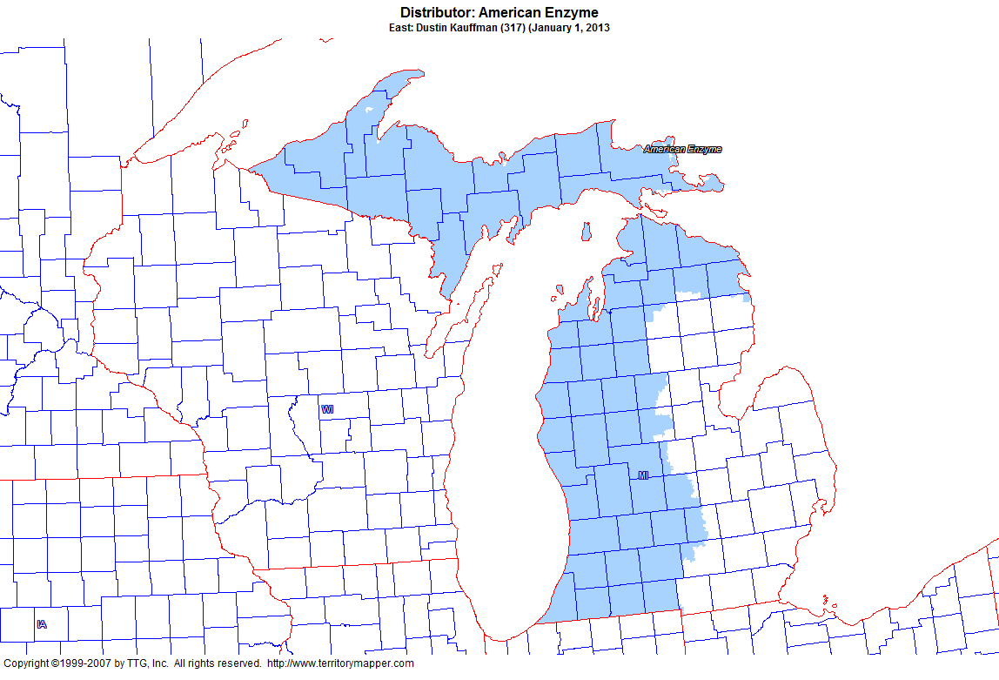 Distributor: American Enzyme
East: Dustin Kauffman (317) (January 1, 2013
American Enzyme
WI
MI
IA
Copyright ©1999-2007 by TTG, Inc. All rights reserved. http://www.territorymapper.com